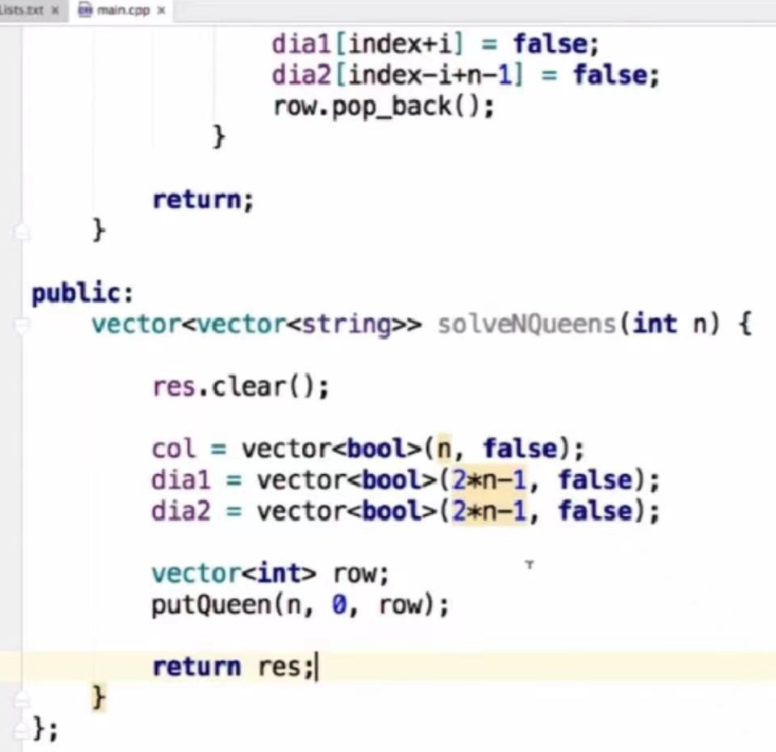 Lists.txt × main.cpp ×
dia1[index+i] = false;
dia2[index-i+n-1] = false;
row.pop_back();
}
return;
}
public:
vector<vector<string>> solveNQueens(int n) {
res.clear();
col = vector<bool>(n, false);
dia1 = vector<bool>(2*n-1, false);
dia2 = vector<bool>(2*n-1, false);
vector<int> row;
putQueen(n, 0, row);
return res;
}
};